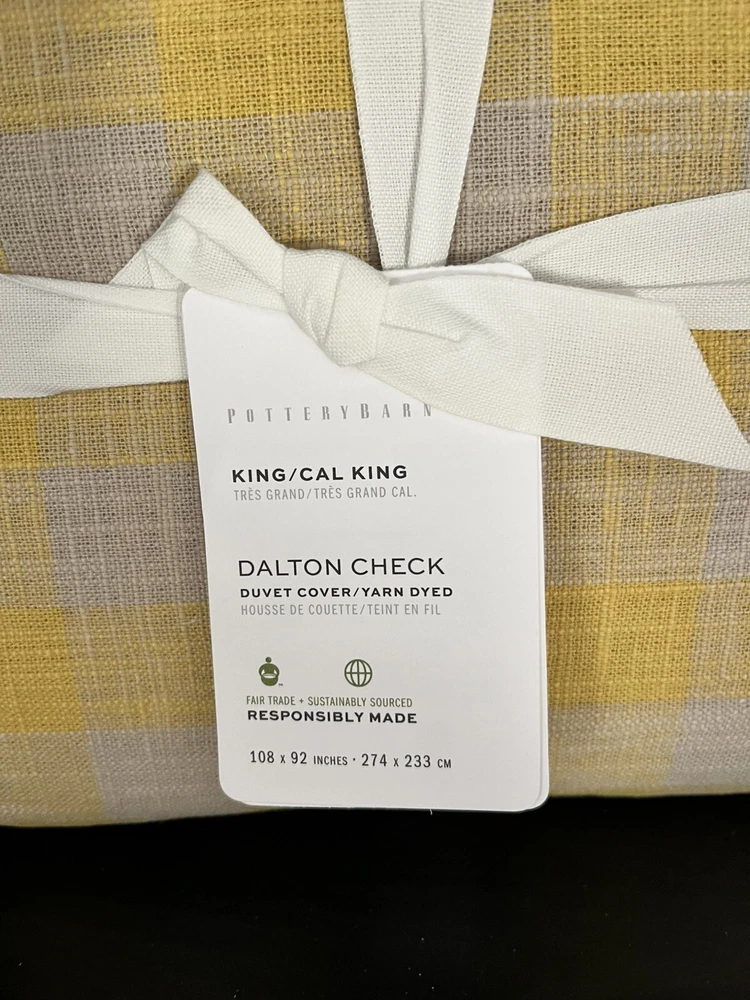 POTTERYBARN
KING/CAL KING
TRÈS GRAND/TRÈS GRAND CAL.
DALTON CHECK
DUVET COVER/YARN DYED
HOUSSE DE COUETTE/TEINT EN FIL
FAIR TRADE + SUSTAINABLY SOURCED
RESPONSIBLY MADE
108 x 92 INCHES · 274 x 233 CM